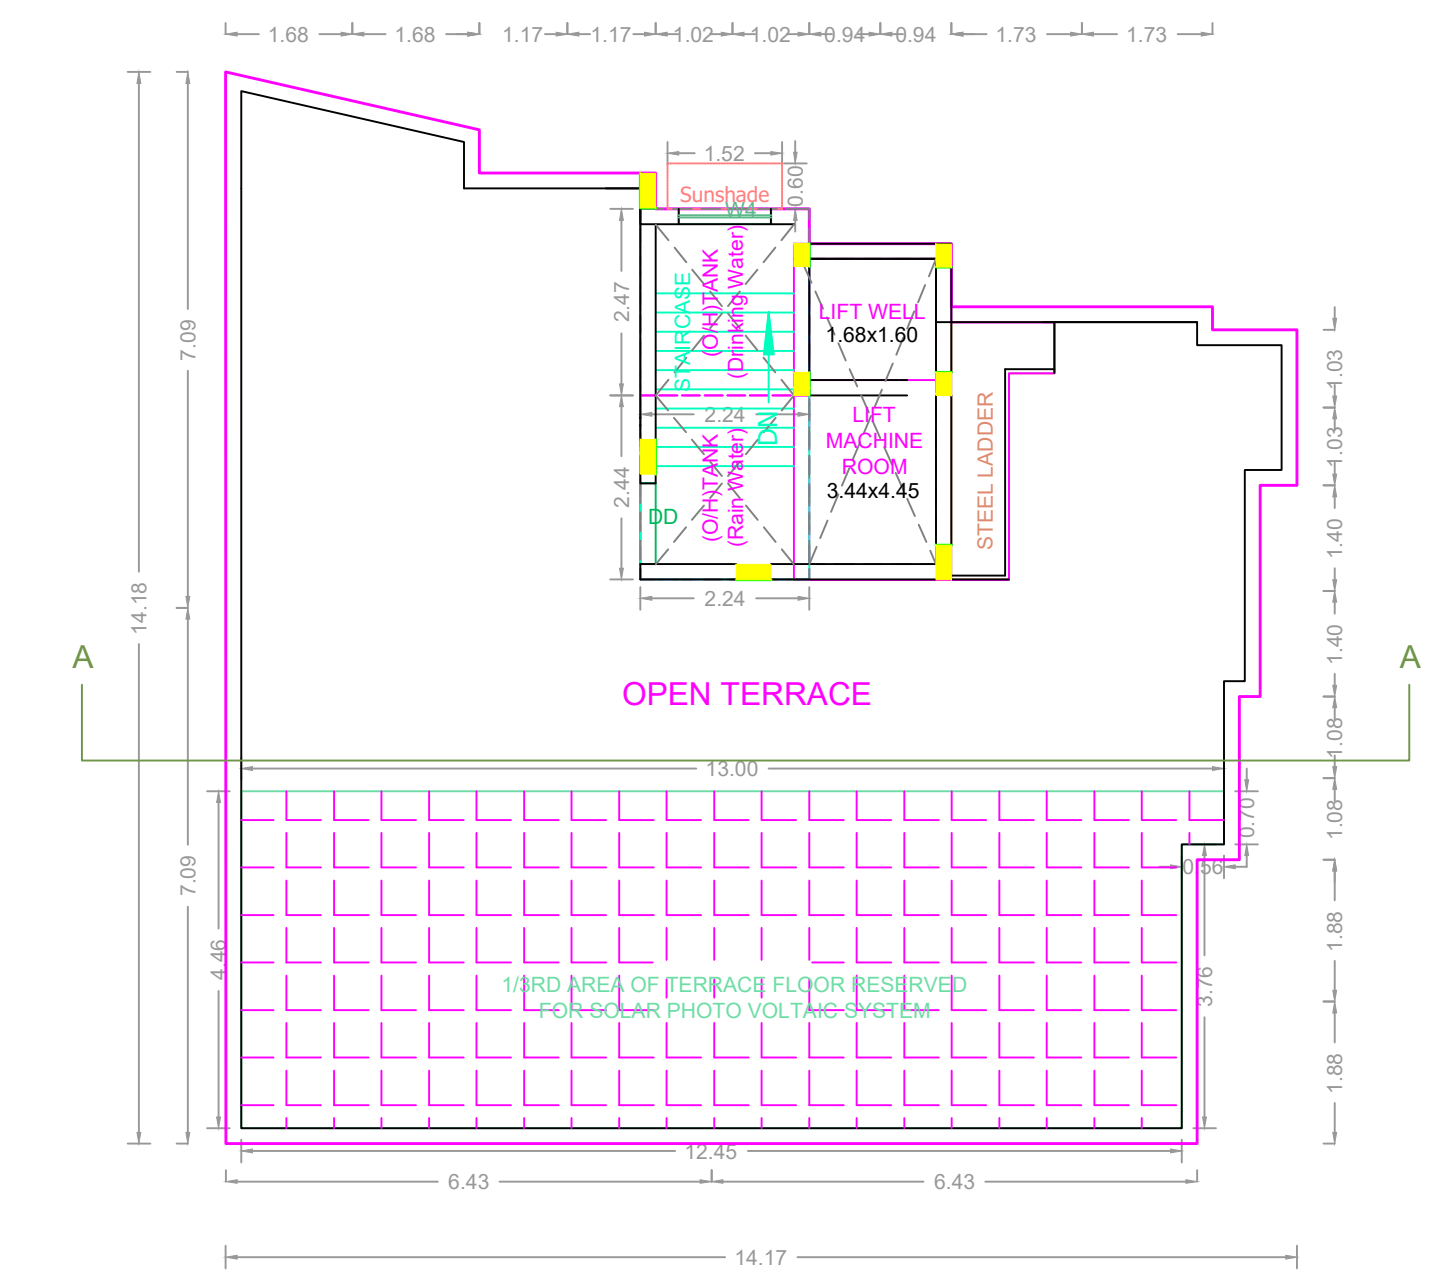 1.68 1.68 1.17 1.17 1.02 1.02 0.94 0.94 1.73 1.73
1.52
0.60
Sunshade
W4
7.09
14.18
7.09
2.47
2.44
STAIRCASE
(O/H)TANK
(Drinking Water)
2.24
DN
(O/H)TANK
(Rain Water)
DD
2.24
LIFT WELL
1.68x1.60
LIFT
MACHINE
ROOM
3.44x4.45
STEEL LADDER
1.03
1.03
1.40
1.40
1.08
1.08
1.88
1.88
A A
OPEN TERRACE
13.00
0.70
0.56
4.46
3.76
1/3RD AREA OF TERRACE FLOOR RESERVED
FOR SOLAR PHOTO VOLTAIC SYSTEM
12.45
6.43 6.43
14.17